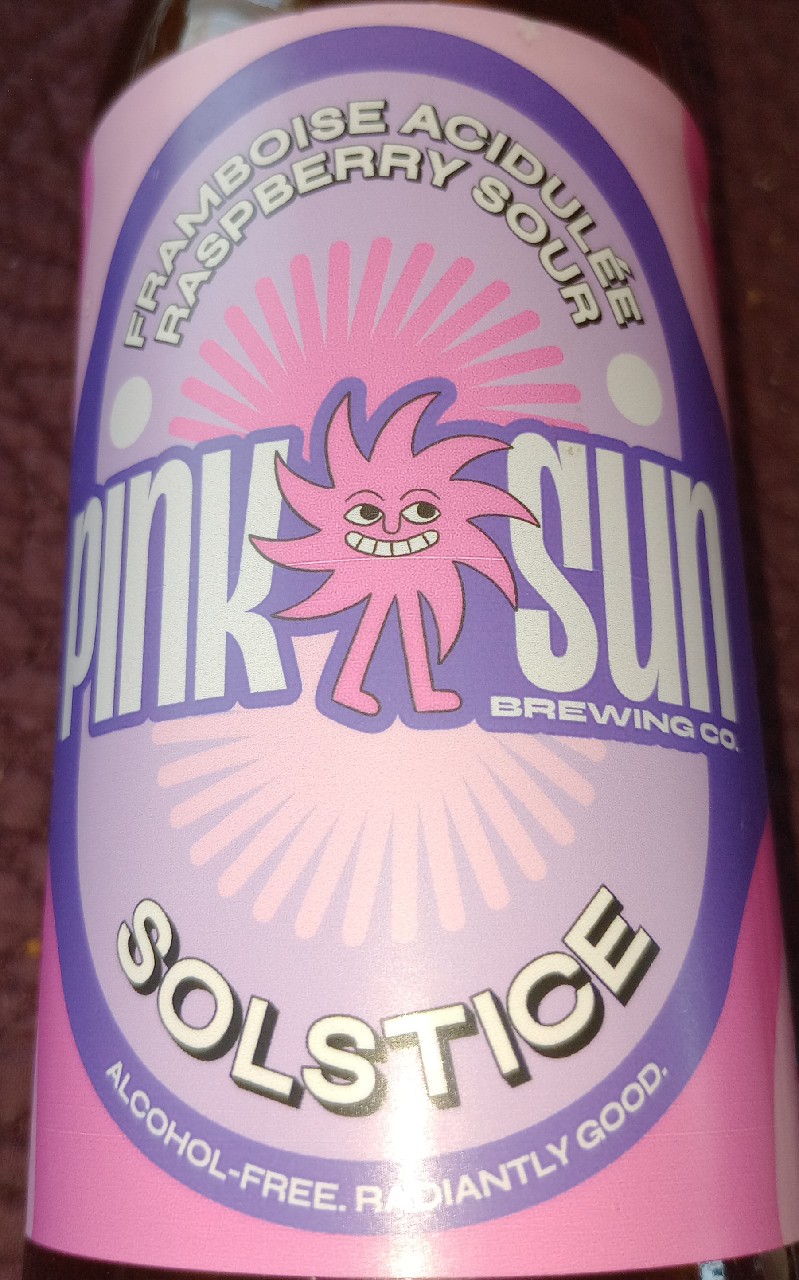 FRAMBOISE ACIDULÉE
RASPBERRY SOUR
PINK SUN
BREWING CO.
SOLSTICE
ALCOHOL-FREE. RADIANTLY GOOD.